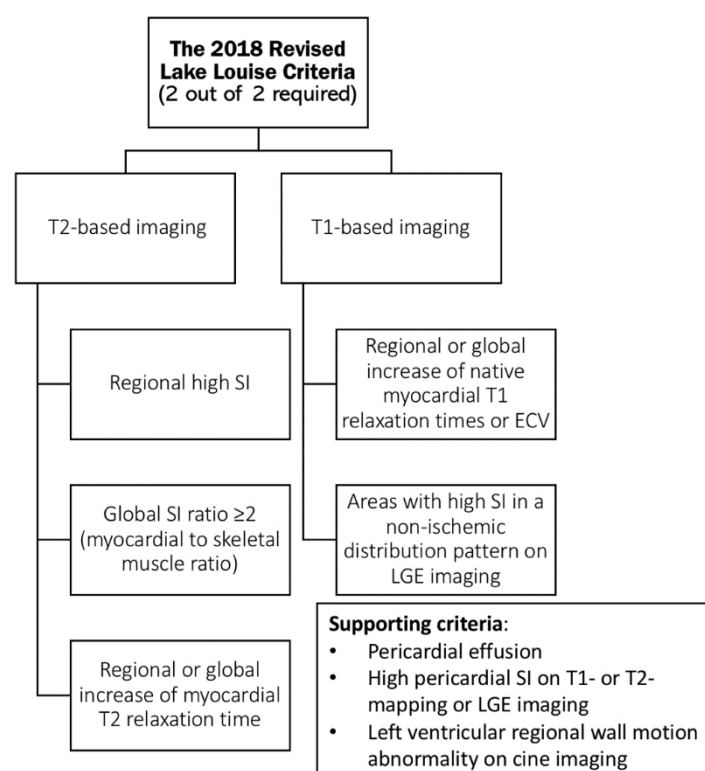 The 2018 Revised
Lake Louise Criteria
(2 out of 2 required)
T2-based imaging
T1-based imaging
Regional high SI
Regional or global
increase of native
myocardial T1
relaxation times or ECV
Global SI ratio ≥2
(myocardial to skeletal
muscle ratio)
Areas with high SI in a
non-ischemic
distribution pattern on
LGE imaging
Regional or global
increase of myocardial
T2 relaxation time
Supporting criteria:
• Pericardial effusion
• High pericardial SI on T1- or T2-
mapping or LGE imaging
• Left ventricular regional wall motion
abnormality on cine imaging